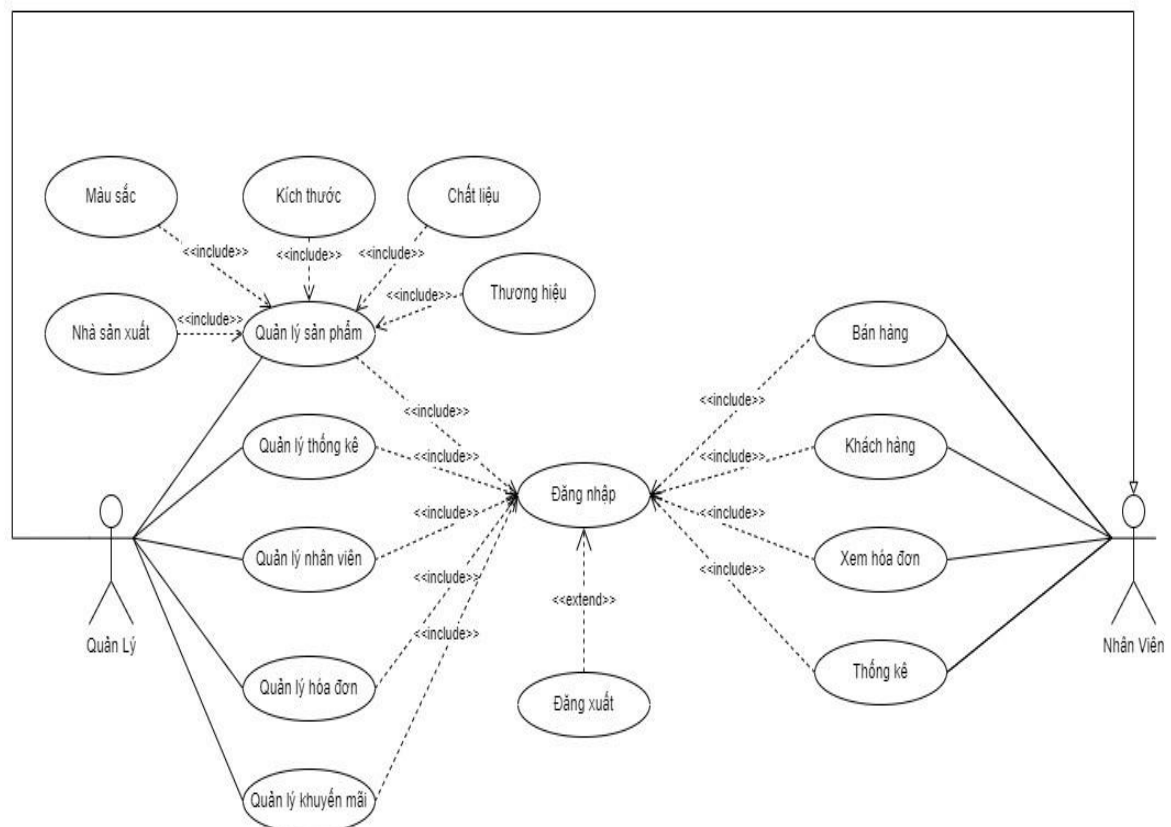 Màu sắc
Kích thước
Chất liệu
<<include>>
<<include>>
<<include>>
Thương hiệu
<<include>>
Nhà sản xuất
<<include>>
Quản lý sản phẩm
Bán hàng
<<include>>
<<include>>
Quản lý thống kê
<<include>>
Khách hàng
<<include>>
Đăng nhập
<<include>>
<<include>>
Quản lý nhân viên
Xem hóa đơn
<<include>>
<<include>>
<<extend>>
<<include>>
Quản Lý
Nhân Viên
Quản lý hóa đơn
Thống kê
Đăng xuất
Quản lý khuyến mãi